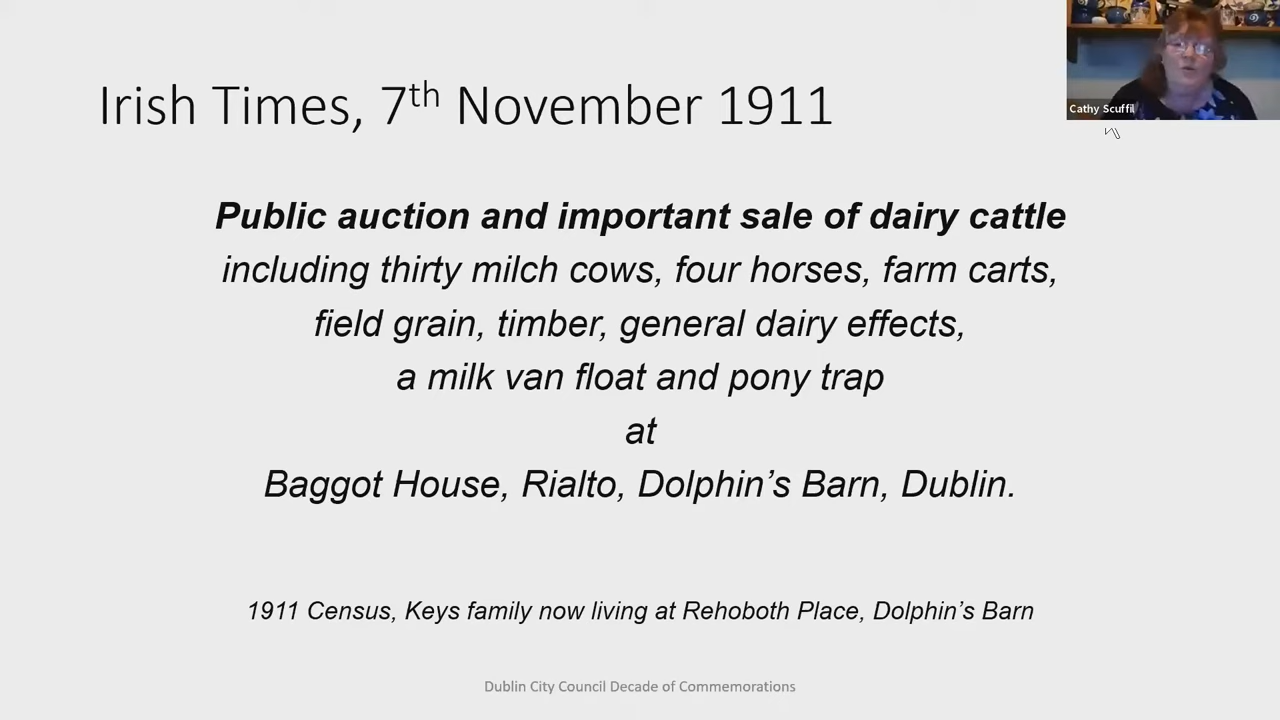 Irish Times, 7th November 1911
Cathy Scuffil
Public auction and important sale of dairy cattle
including thirty milch cows, four horses, farm carts,
field grain, timber, general dairy effects,
a milk van float and pony trap
at
Baggot House, Rialto, Dolphin’s Barn, Dublin.
1911 Census, Keys family now living at Rehoboth Place, Dolphin’s Barn
Dublin City Council Decade of Commemorations